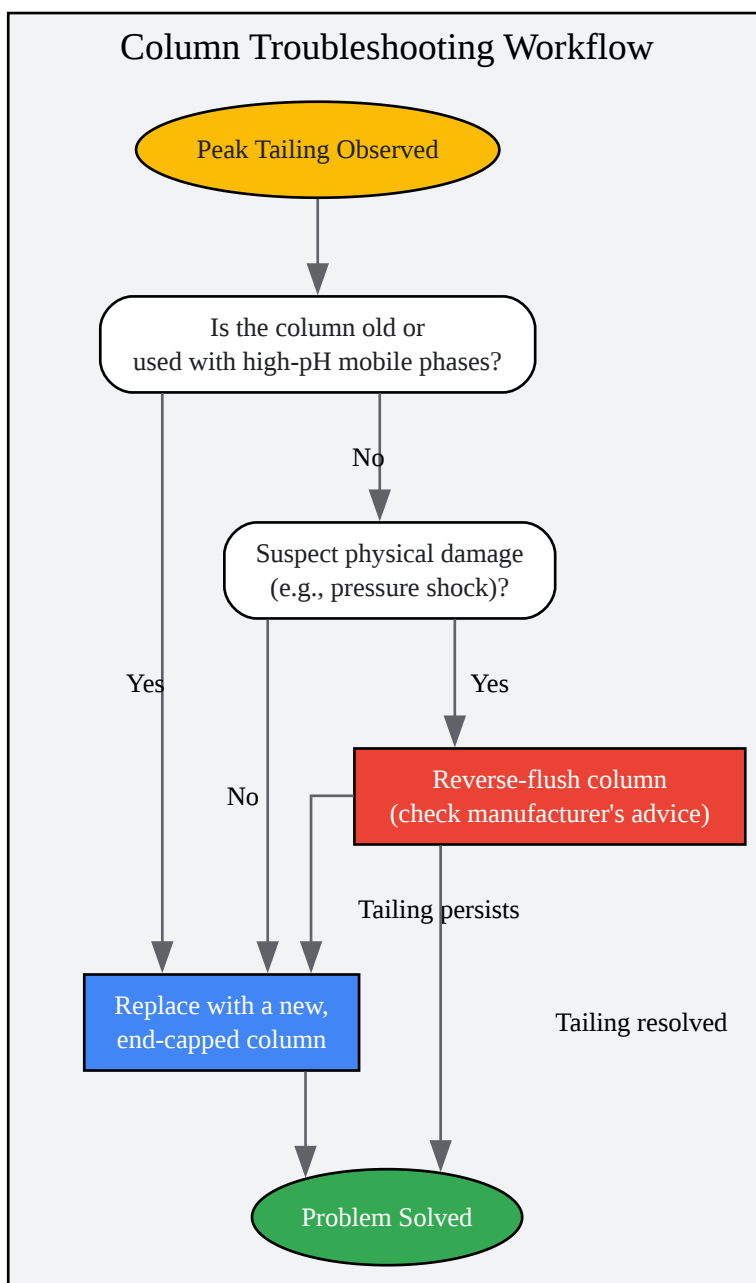 Column Troubleshooting Workflow
Peak Tailing Observed
Is the column old or
used with high-pH mobile phases?
No
Suspect physical damage
(e.g., pressure shock)?
Yes
Yes
Reverse-flush column
(check manufacturer's advice)
No
Tailing persists
Replace with a new,
end-capped column
Tailing resolved
Problem Solved